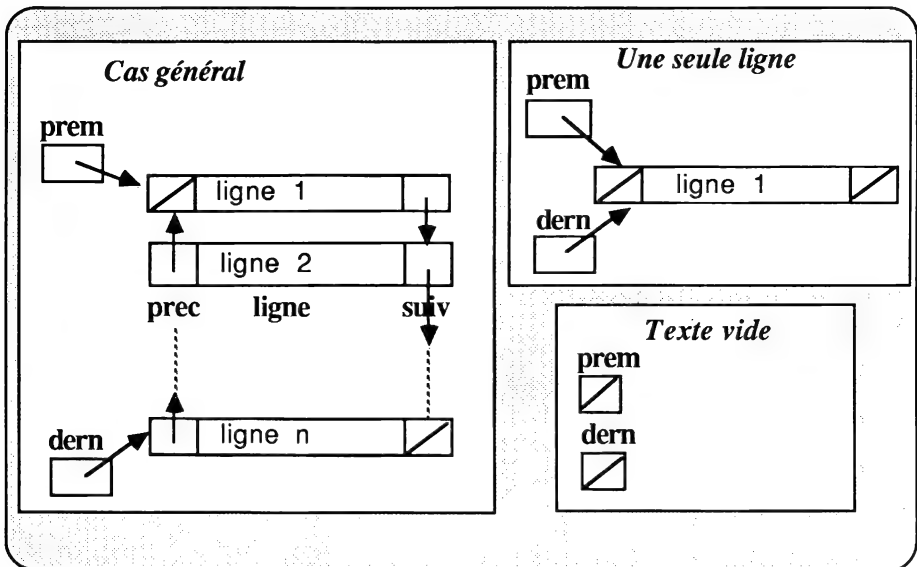 Cas général
prem
ligne 1
ligne 2
prec ligne suiv
dern
ligne n
Une seule ligne
prem
ligne 1
dern
Texte vide
prem
dern